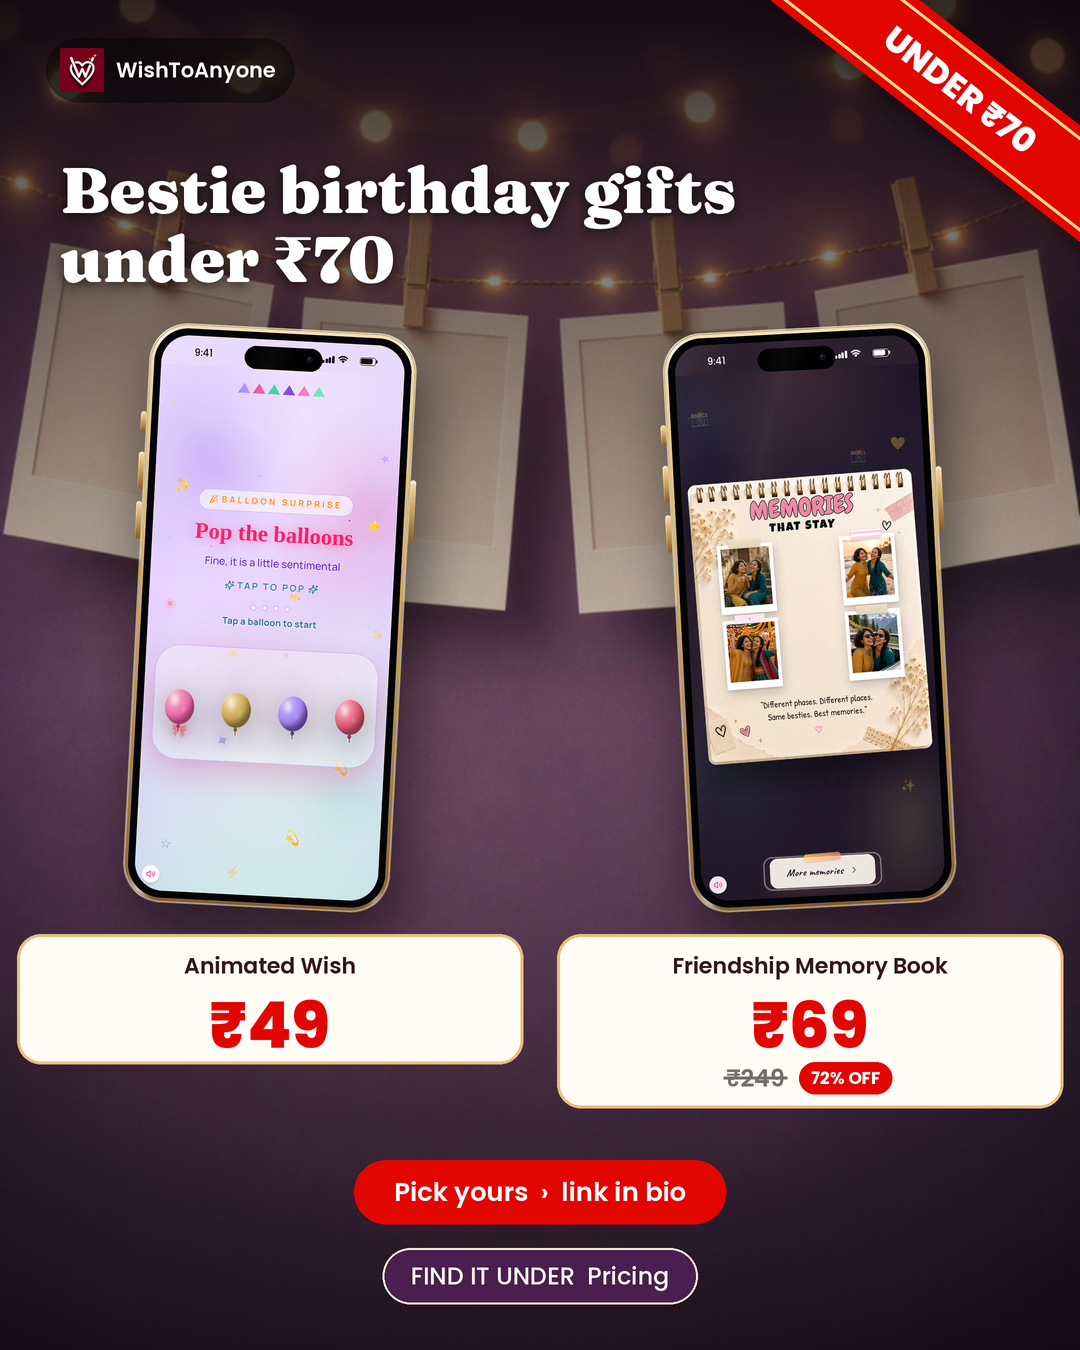 WishToAnyone
UNDER ₹70
Bestie birthday gifts
under ₹70
9:41
BALLOON SURPRISE
Pop the balloons
Fine, it is a little sentimental
TAP TO POP
Tap a balloon to start
9:41
MEMORIES
THAT STAY
"Different phases. Different places.
Same besties. Best memories."
More memories >
Animated Wish
₹49
Friendship Memory Book
₹69
₹249 72% OFF
Pick yours › link in bio
FIND IT UNDER Pricing